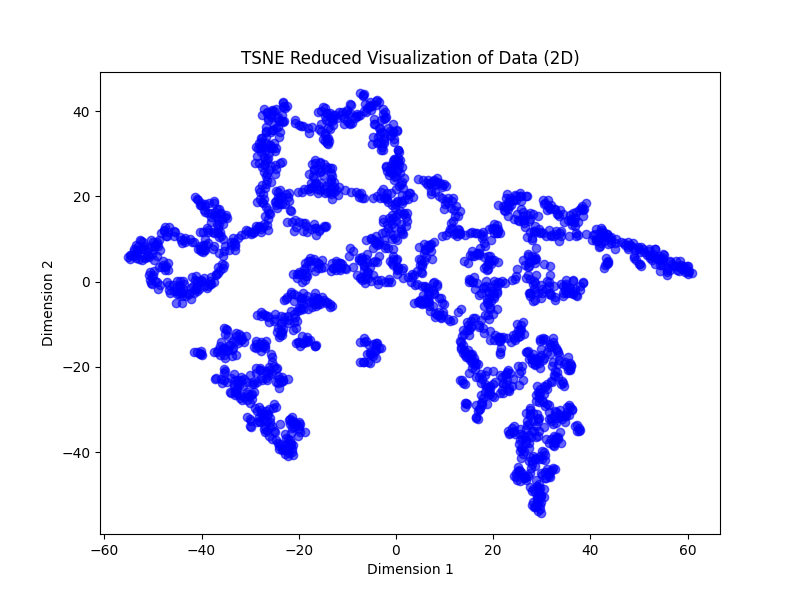 TSNE Reduced Visualization of Data (2D)
40
20
0
−20
−40
Dimension 2
−60 −40 −20 0 20 40 60
Dimension 1